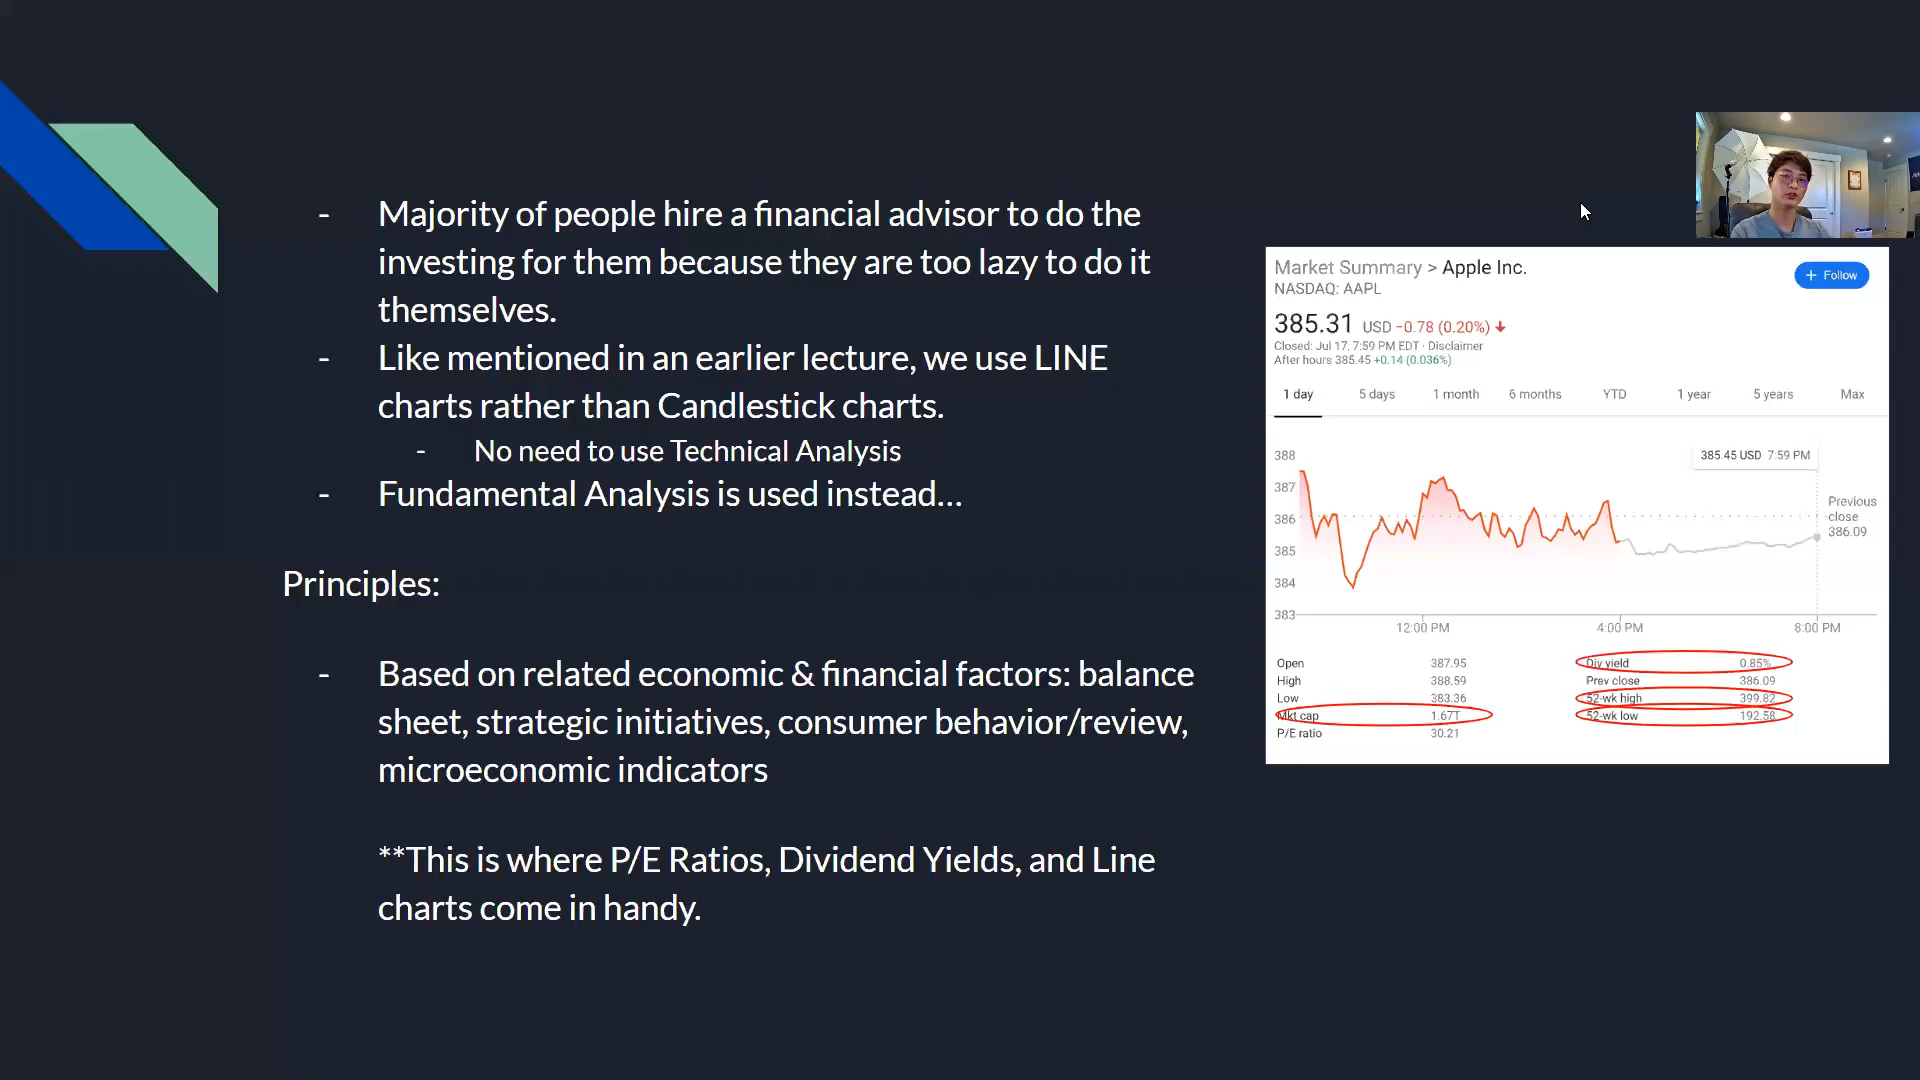 - Majority of people hire a financial advisor to do the
investing for them because they are too lazy to do it
themselves.
- Like mentioned in an earlier lecture, we use LINE
charts rather than Candlestick charts.
- No need to use Technical Analysis
- Fundamental Analysis is used instead...
Principles:
- Based on related economic & financial factors: balance
sheet, strategic initiatives, consumer behavior/review,
microeconomic indicators
**This is where P/E Ratios, Dividend Yields, and Line
charts come in handy.
Market Summary > Apple Inc.
+ Follow
NASDAQ: AAPL
385.31 USD −0.78 (0.20%)
Closed: Jul 17, 7:59 PM EDT · Disclaimer
After hours 385.45 +0.14 (0.036%)
1 day 5 days 1 month 6 months YTD 1 year 5 years Max
385.45 USD 7:59 PM
388
387
386
385
384
383
Previous
close
386.09
12:00 PM 4:00 PM 8:00 PM
Open 387.95 Div yield 0.85%
High 388.59 Prev close 386.09
Low 383.36 52-wk high 399.82
Mkt cap 1.67T 52-wk low 192.58
P/E ratio 30.21